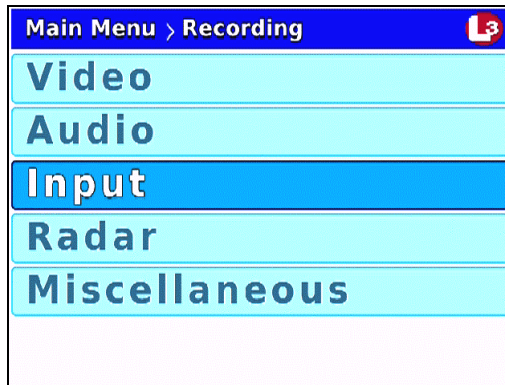 Main Menu > Recording L3
Video
Audio
Input
Radar
Miscellaneous